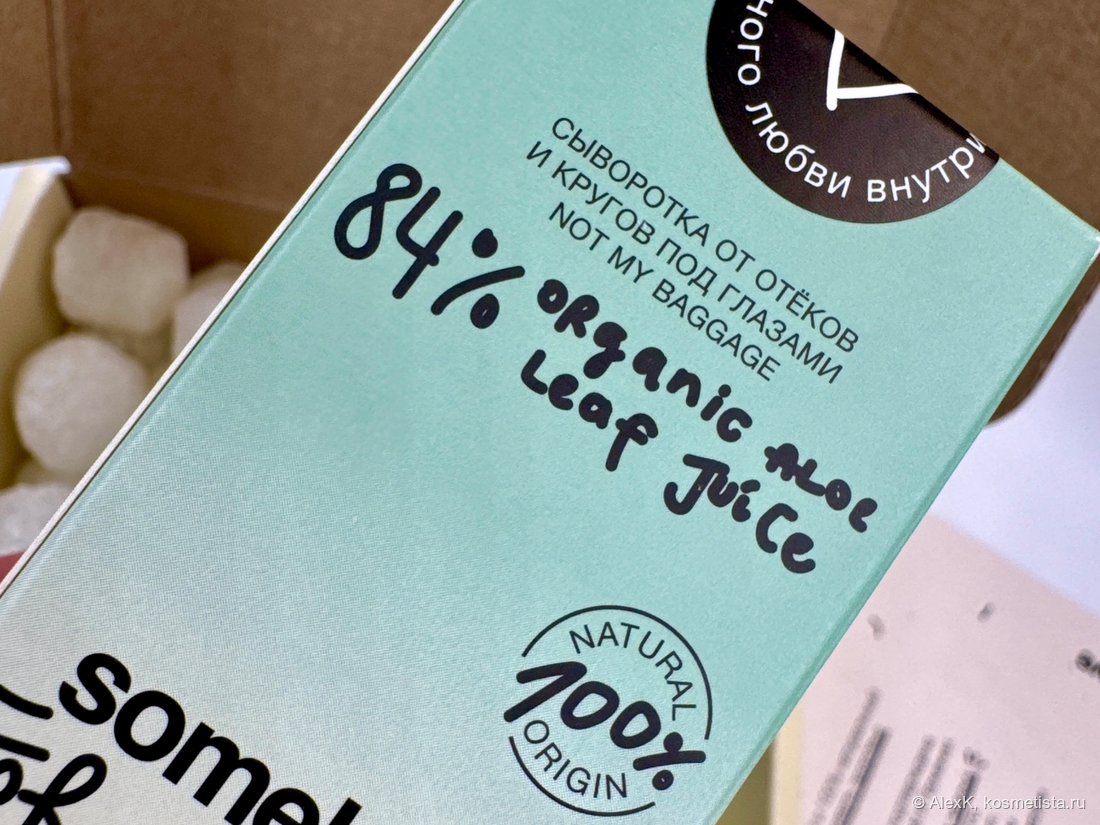 ного любви внутри
СЫВОРОТКА ОТ ОТЁКОВ
И КРУГОВ ПОД ГЛАЗАМИ
NOT MY BAGGAGE
84% ORganic ALOe
Leaf Juice
NATURAL
100%
ORIGIN
somel
© AlexK, kosmetista.ru